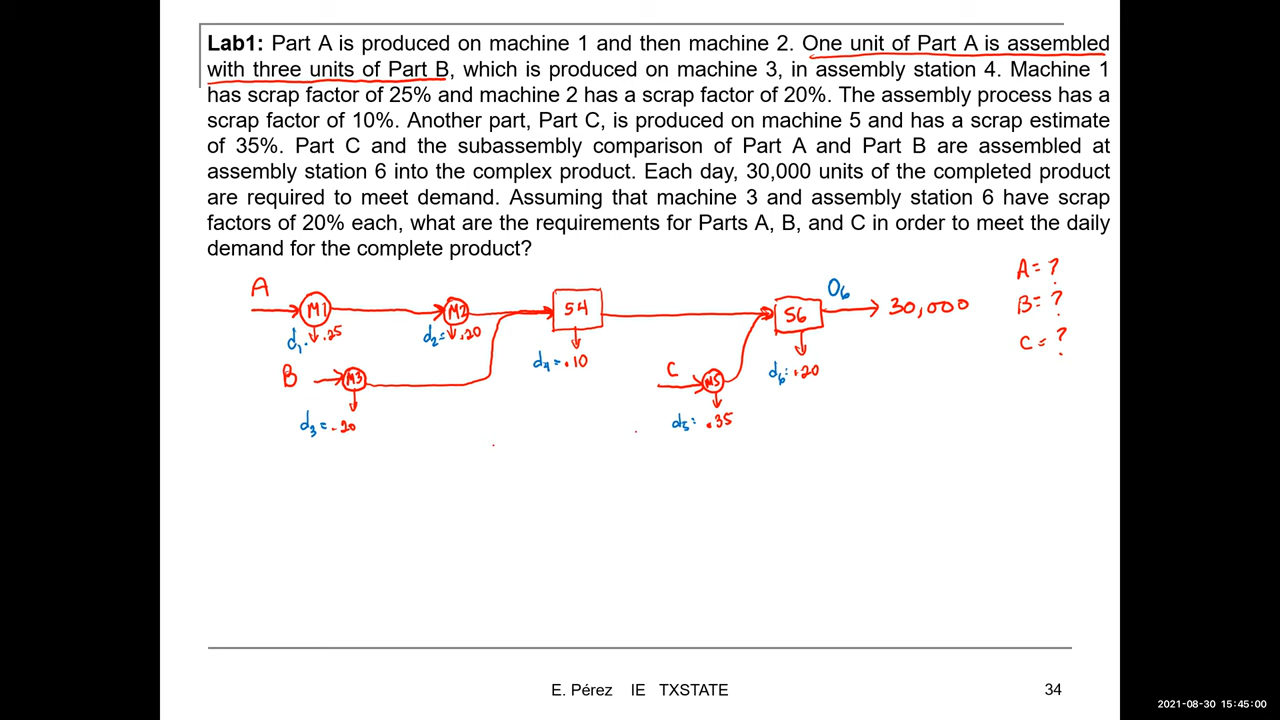 Lab1: Part A is produced on machine 1 and then machine 2. One unit of Part A is assembled
with three units of Part B, which is produced on machine 3, in assembly station 4. Machine 1
has scrap factor of 25% and machine 2 has a scrap factor of 20%. The assembly process has a
scrap factor of 10%. Another part, Part C, is produced on machine 5 and has a scrap estimate
of 35%. Part C and the subassembly comparison of Part A and Part B are assembled at
assembly station 6 into the complex product. Each day, 30,000 units of the completed product
are required to meet demand. Assuming that machine 3 and assembly station 6 have scrap
factors of 20% each, what are the requirements for Parts A, B, and C in order to meet the daily
demand for the complete product?
A = ?
B = ?
C = ?
A
M1
M2
S4
S6
O6
30,000
d1 .25
d2 = .20
d4 = .10
B
M3
C
M5
d6: .20
d3 = .20
d5: .35
E. Pérez IE TXSTATE
34
2021-08-30 15:45:00